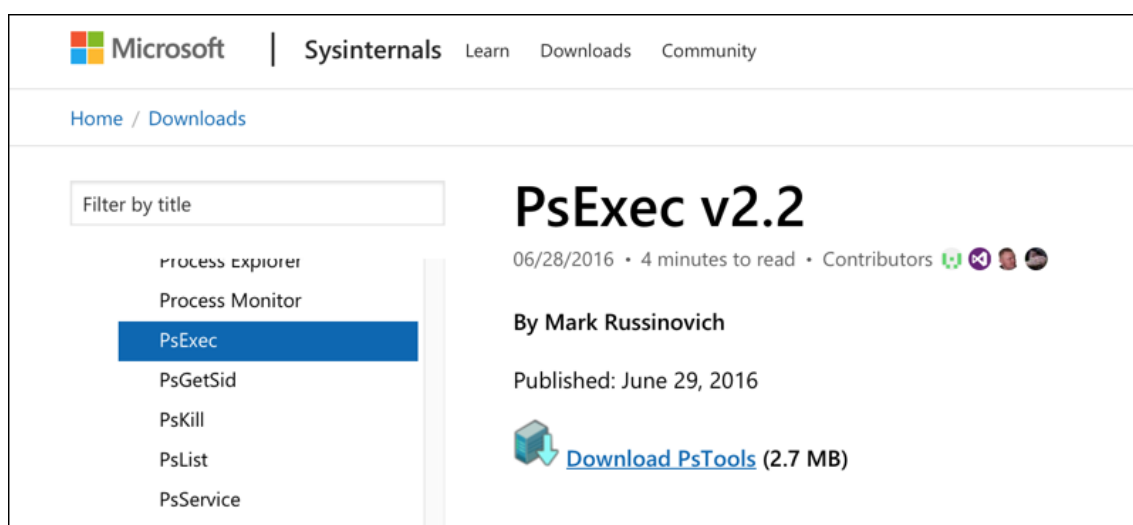 Microsoft | Sysinternals Learn Downloads Community
Home / Downloads
Filter by title
Process Explorer
Process Monitor
PsExec
PsGetSid
PsKill
PsList
PsService
PsExec v2.2
06/28/2016 • 4 minutes to read • Contributors
By Mark Russinovich
Published: June 29, 2016
Download PsTools (2.7 MB)